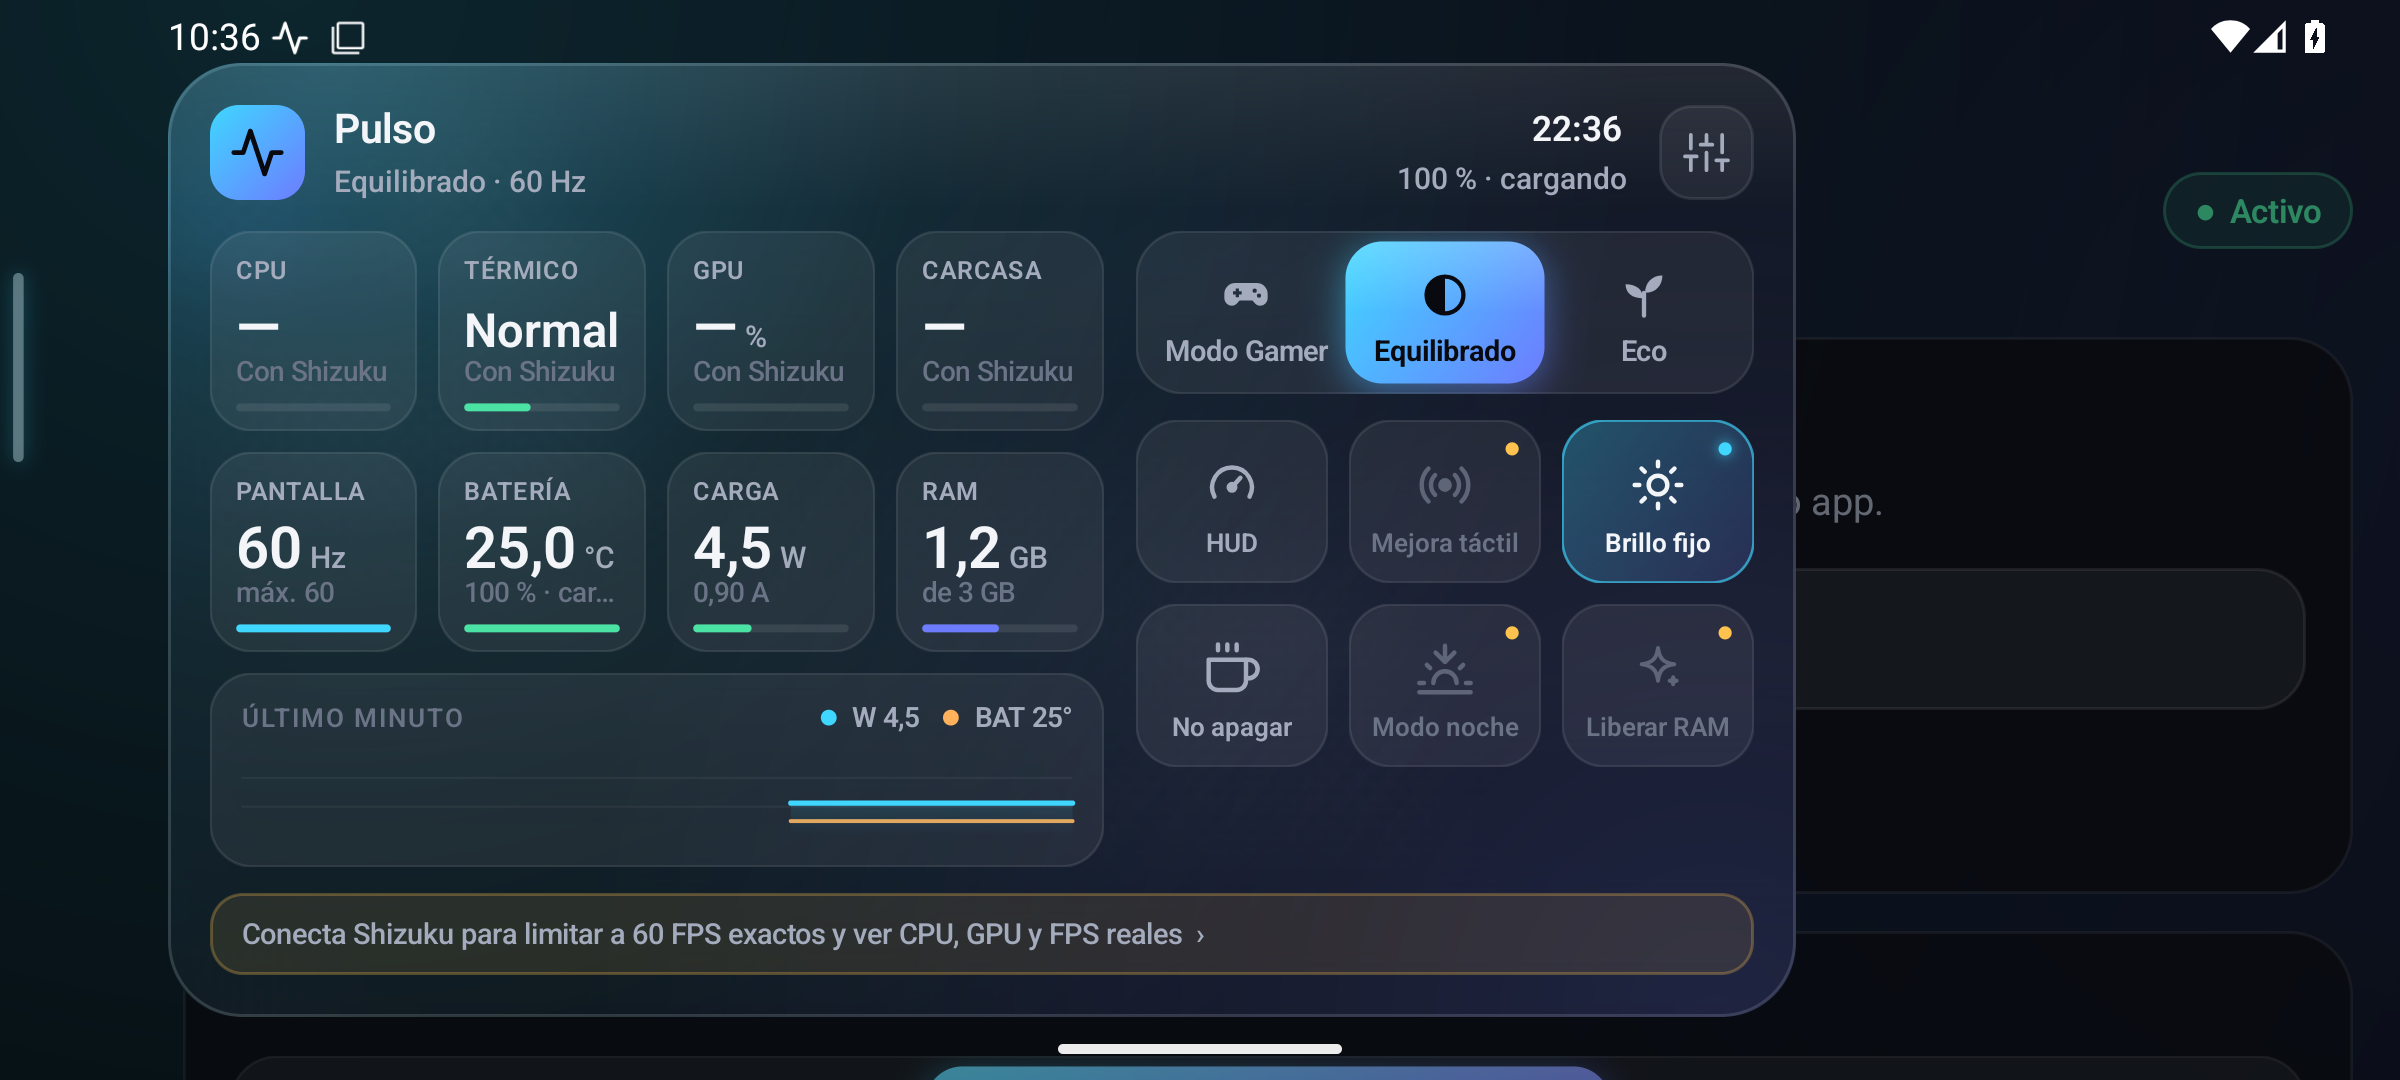 10:36
Pulso
Equilibrado · 60 Hz
22:36
100 % · cargando
Activo
CPU
—
Con Shizuku
TÉRMICO
Normal
Con Shizuku
GPU
— %
Con Shizuku
CARCASA
—
Con Shizuku
Modo Gamer
Equilibrado
Eco
PANTALLA
60 Hz
máx. 60
BATERÍA
25,0 °C
100 % · car...
CARGA
4,5 W
0,90 A
RAM
1,2 GB
de 3 GB
HUD
Mejora táctil
Brillo fijo
app.
No apagar
Modo noche
Liberar RAM
ÚLTIMO MINUTO
W 4,5
BAT 25°
Conecta Shizuku para limitar a 60 FPS exactos y ver CPU, GPU y FPS reales ›